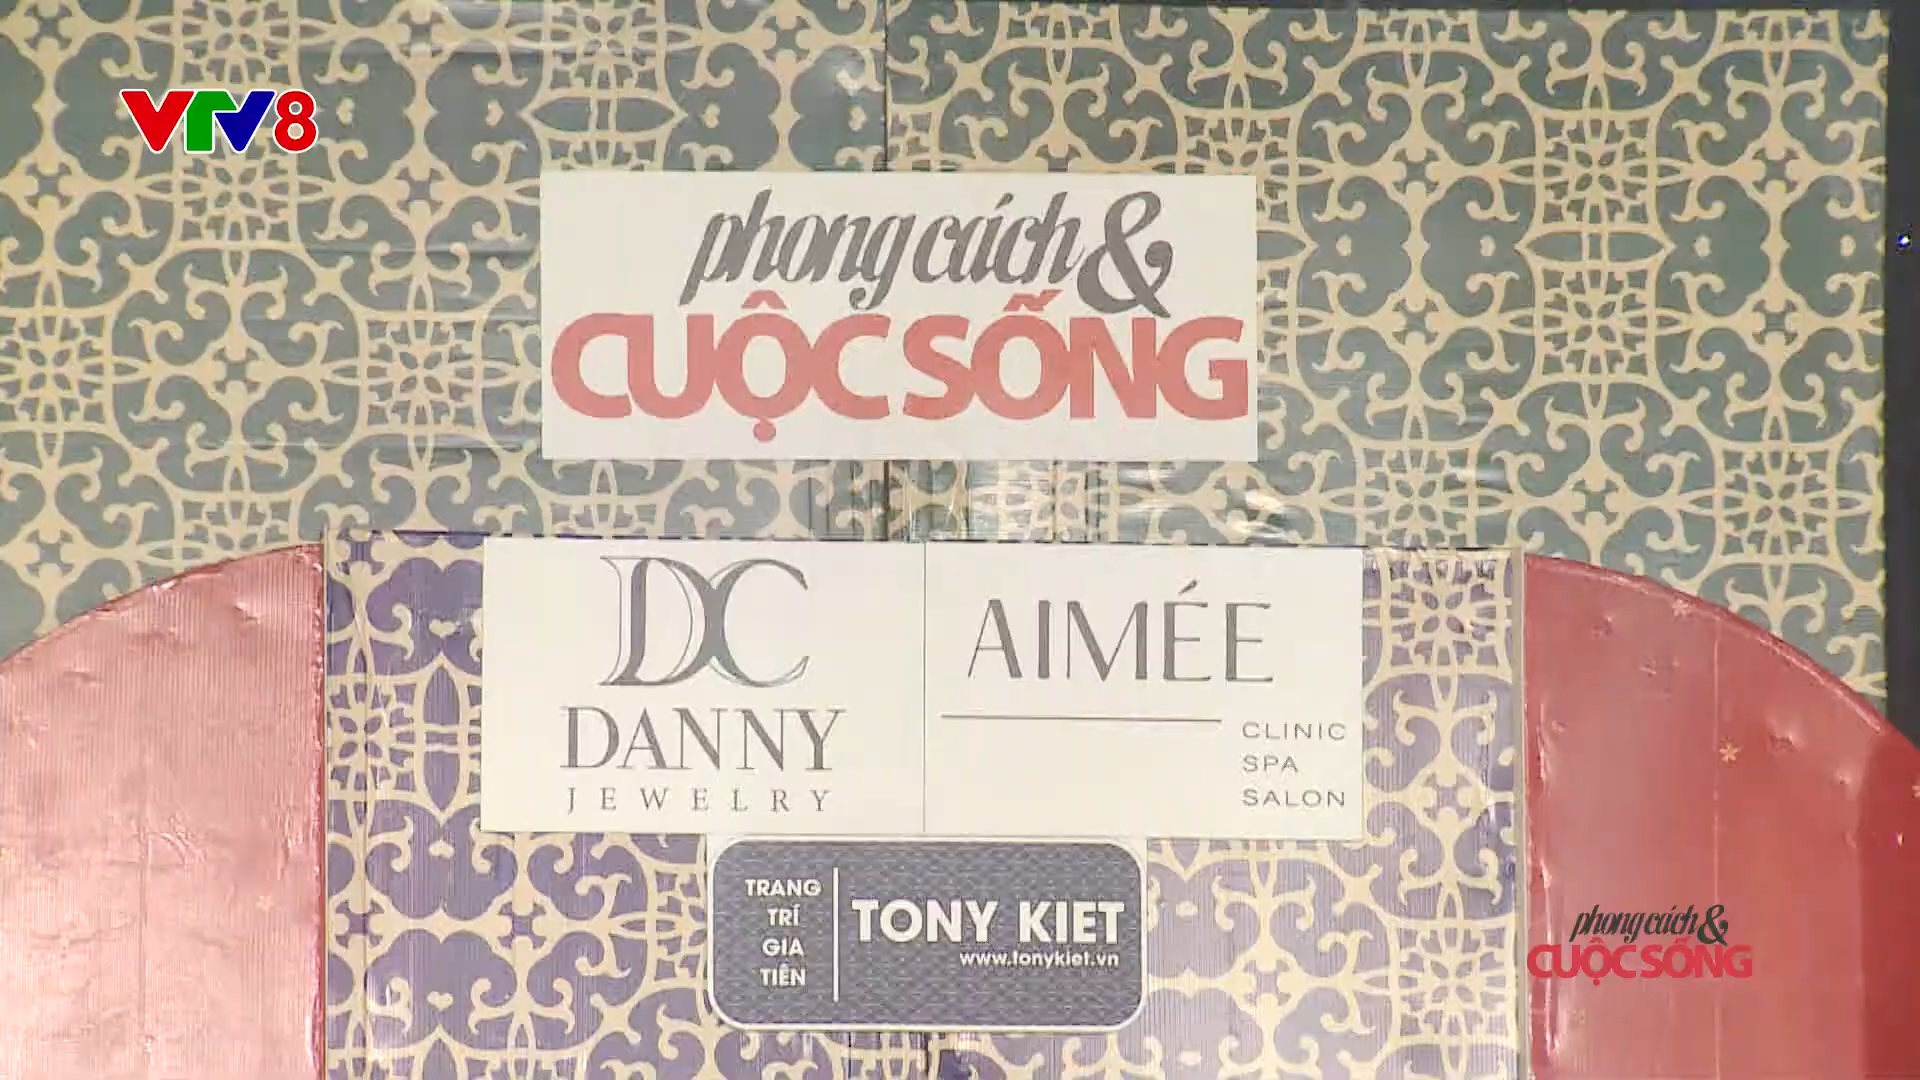 VTV8
phong cách &
CUỘC SỐNG
DC
DANNY
JEWELRY
AIMÉE
CLINIC
SPA
SALON
TRANG
TRÍ
GIA
TIÊN
TONY KIET
www.tonykiet.vn
phong cách &
CUỘC SỐNG